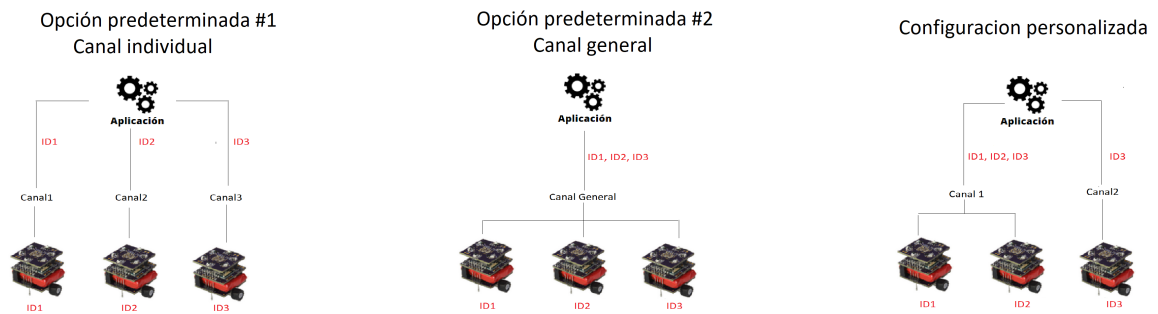 Opción predeterminada #1
Canal individual
Aplicación
ID1
ID2
ID3
Canal1
Canal2
Canal3
ID1
ID2
ID3
Opción predeterminada #2
Canal general
Aplicación
ID1, ID2, ID3
Canal General
ID1
ID2
ID3
Configuracion personalizada
Aplicación
ID1, ID2, ID3
ID3
Canal 1
Canal2
ID1
ID2
ID3